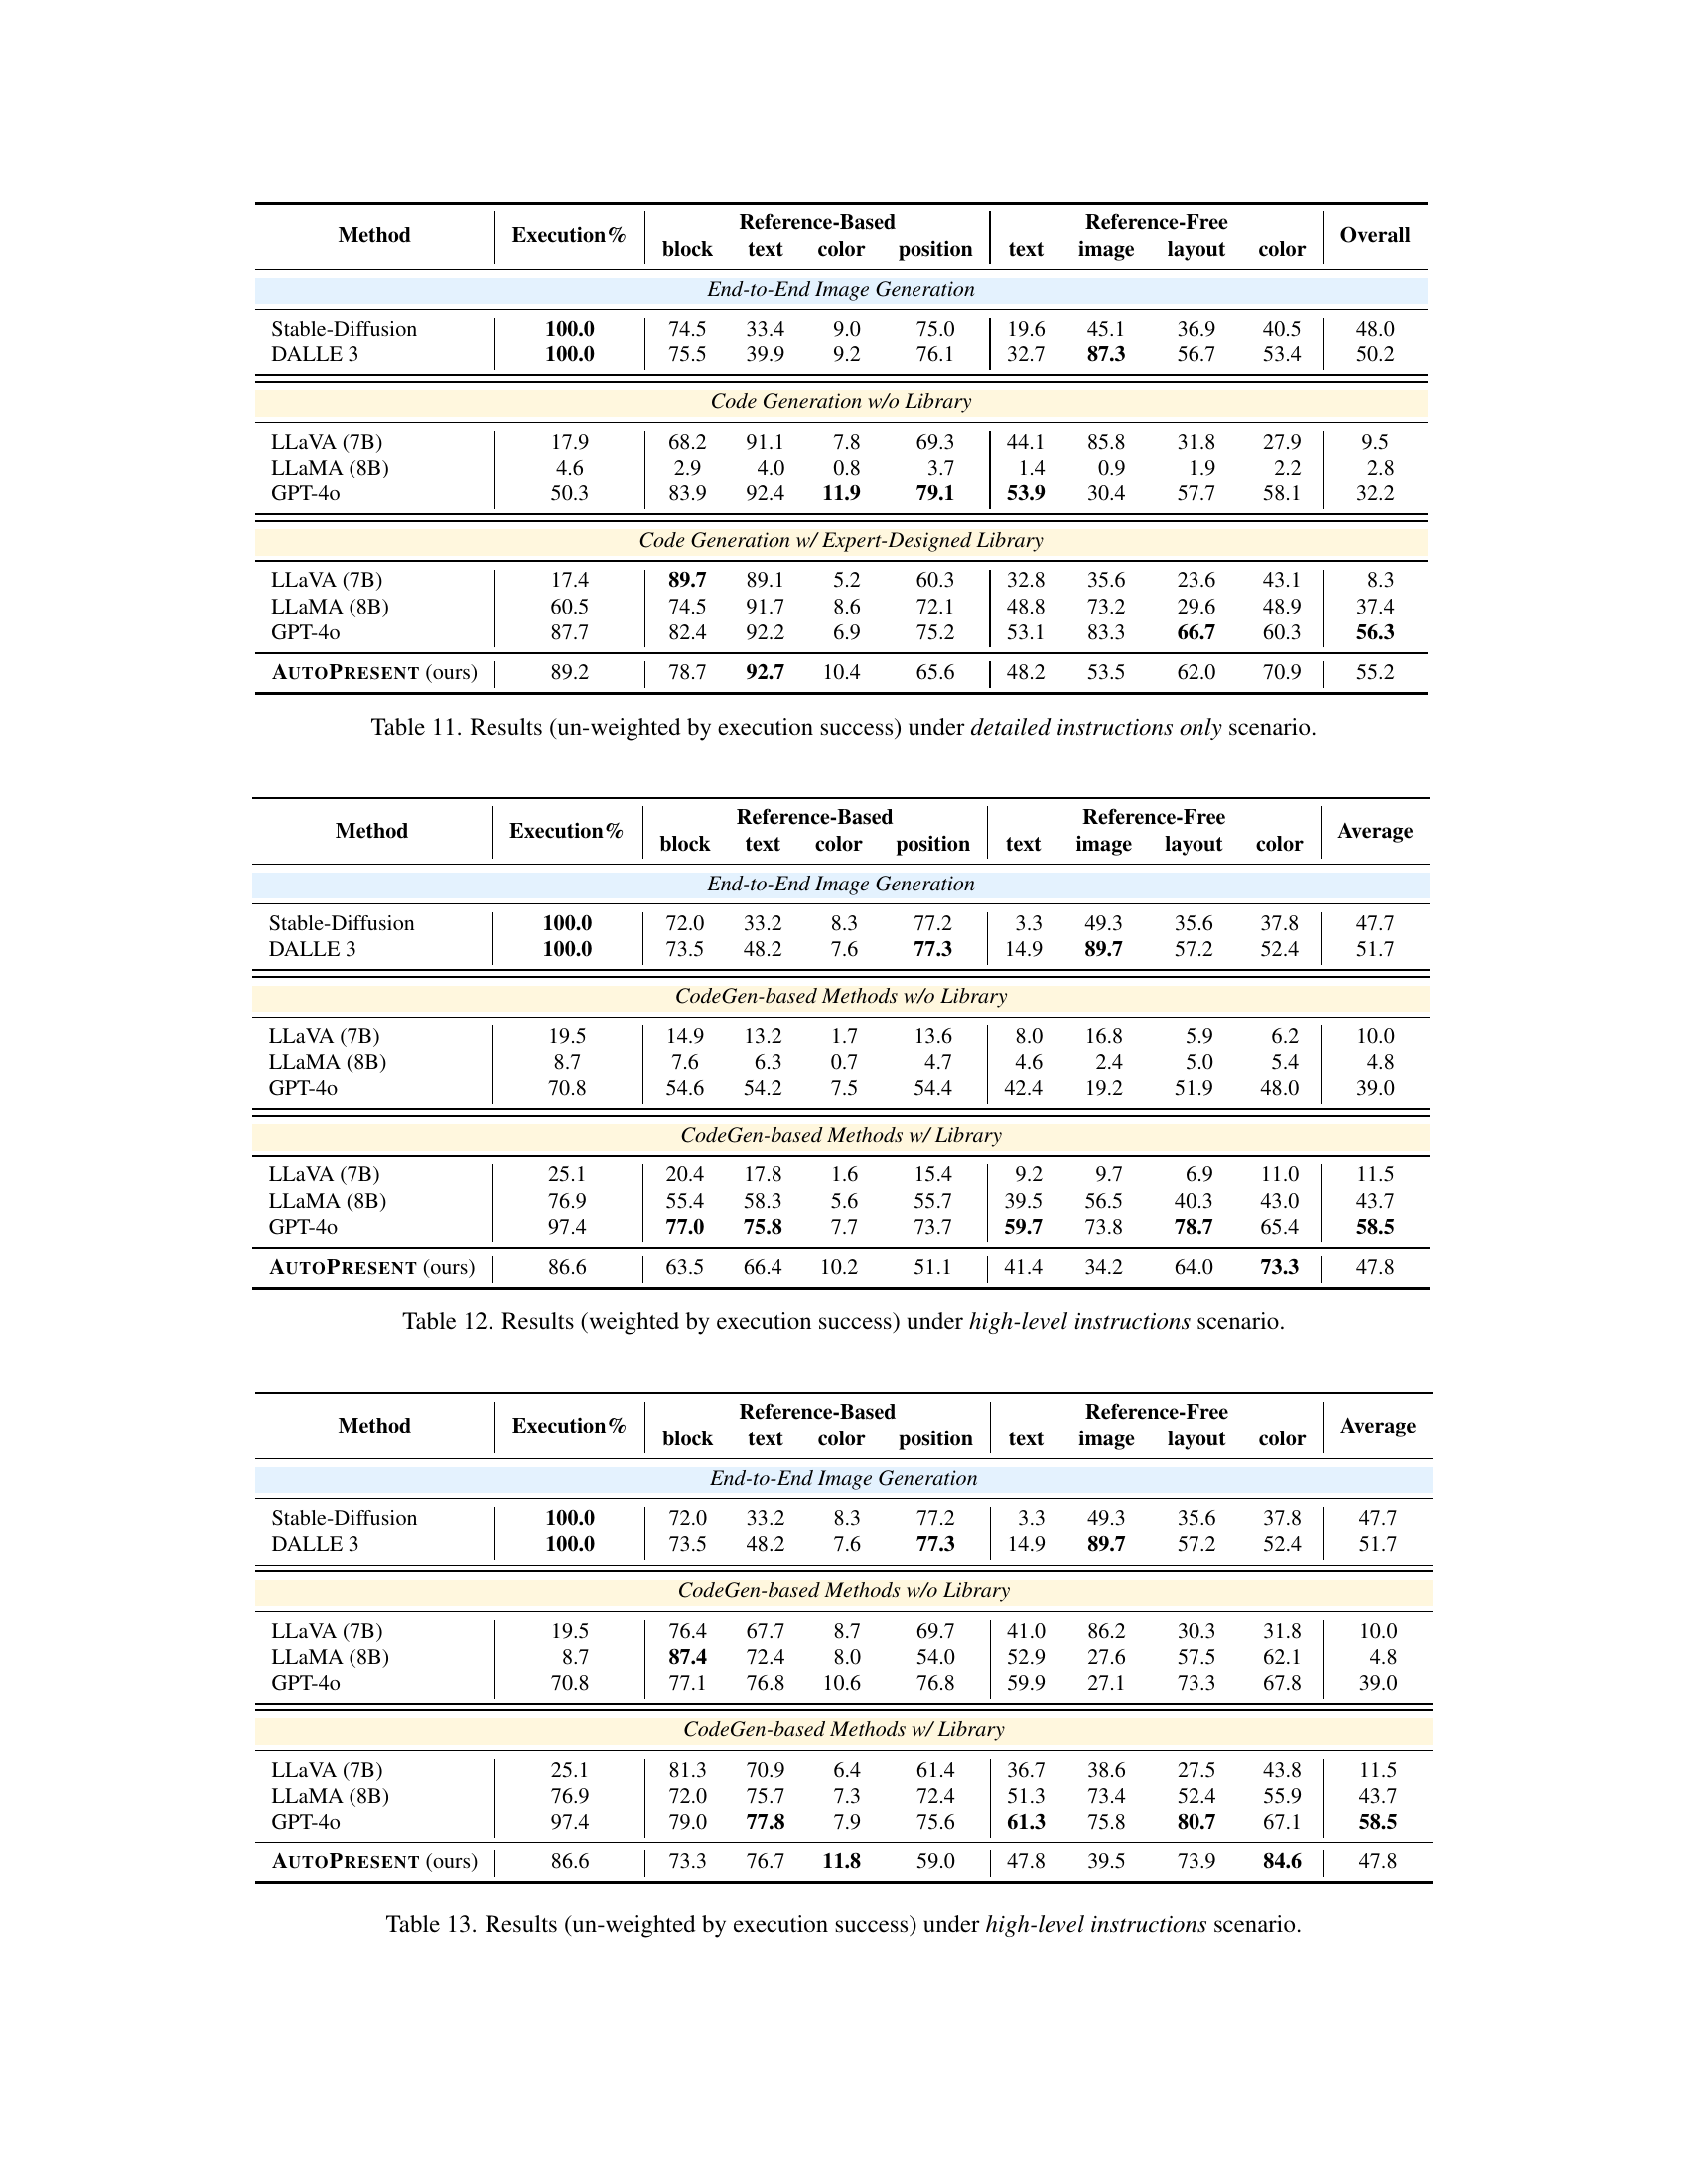 Method Execution% Reference-Based Reference-Free Overall
block text color position text image layout color
End-to-End Image Generation
Stable-Diffusion 100.0 74.5 33.4 9.0 75.0 19.6 45.1 36.9 40.5 48.0
DALLE 3 100.0 75.5 39.9 9.2 76.1 32.7 87.3 56.7 53.4 50.2
Code Generation w/o Library
LLaVA (7B) 17.9 68.2 91.1 7.8 69.3 44.1 85.8 31.8 27.9 9.5
LLaMA (8B) 4.6 2.9 4.0 0.8 3.7 1.4 0.9 1.9 2.2 2.8
GPT-4o 50.3 83.9 92.4 11.9 79.1 53.9 30.4 57.7 58.1 32.2
Code Generation w/ Expert-Designed Library
LLaVA (7B) 17.4 89.7 89.1 5.2 60.3 32.8 35.6 23.6 43.1 8.3
LLaMA (8B) 60.5 74.5 91.7 8.6 72.1 48.8 73.2 29.6 48.9 37.4
GPT-4o 87.7 82.4 92.2 6.9 75.2 53.1 83.3 66.7 60.3 56.3
AUTOPRESENT (ours) 89.2 78.7 92.7 10.4 65.6 48.2 53.5 62.0 70.9 55.2
Table 11. Results (un-weighted by execution success) under detailed instructions only scenario.
Method Execution% Reference-Based Reference-Free Average
block text color position text image layout color
End-to-End Image Generation
Stable-Diffusion 100.0 72.0 33.2 8.3 77.2 3.3 49.3 35.6 37.8 47.7
DALLE 3 100.0 73.5 48.2 7.6 77.3 14.9 89.7 57.2 52.4 51.7
CodeGen-based Methods w/o Library
LLaVA (7B) 19.5 14.9 13.2 1.7 13.6 8.0 16.8 5.9 6.2 10.0
LLaMA (8B) 8.7 7.6 6.3 0.7 4.7 4.6 2.4 5.0 5.4 4.8
GPT-4o 70.8 54.6 54.2 7.5 54.4 42.4 19.2 51.9 48.0 39.0
CodeGen-based Methods w/ Library
LLaVA (7B) 25.1 20.4 17.8 1.6 15.4 9.2 9.7 6.9 11.0 11.5
LLaMA (8B) 76.9 55.4 58.3 5.6 55.7 39.5 56.5 40.3 43.0 43.7
GPT-4o 97.4 77.0 75.8 7.7 73.7 59.7 73.8 78.7 65.4 58.5
AUTOPRESENT (ours) 86.6 63.5 66.4 10.2 51.1 41.4 34.2 64.0 73.3 47.8
Table 12. Results (weighted by execution success) under high-level instructions scenario.
Method Execution% Reference-Based Reference-Free Average
block text color position text image layout color
End-to-End Image Generation
Stable-Diffusion 100.0 72.0 33.2 8.3 77.2 3.3 49.3 35.6 37.8 47.7
DALLE 3 100.0 73.5 48.2 7.6 77.3 14.9 89.7 57.2 52.4 51.7
CodeGen-based Methods w/o Library
LLaVA (7B) 19.5 76.4 67.7 8.7 69.7 41.0 86.2 30.3 31.8 10.0
LLaMA (8B) 8.7 87.4 72.4 8.0 54.0 52.9 27.6 57.5 62.1 4.8
GPT-4o 70.8 77.1 76.8 10.6 76.8 59.9 27.1 73.3 67.8 39.0
CodeGen-based Methods w/ Library
LLaVA (7B) 25.1 81.3 70.9 6.4 61.4 36.7 38.6 27.5 43.8 11.5
LLaMA (8B) 76.9 72.0 75.7 7.3 72.4 51.3 73.4 52.4 55.9 43.7
GPT-4o 97.4 79.0 77.8 7.9 75.6 61.3 75.8 80.7 67.1 58.5
AUTOPRESENT (ours) 86.6 73.3 76.7 11.8 59.0 47.8 39.5 73.9 84.6 47.8
Table 13. Results (un-weighted by execution success) under high-level instructions scenario.